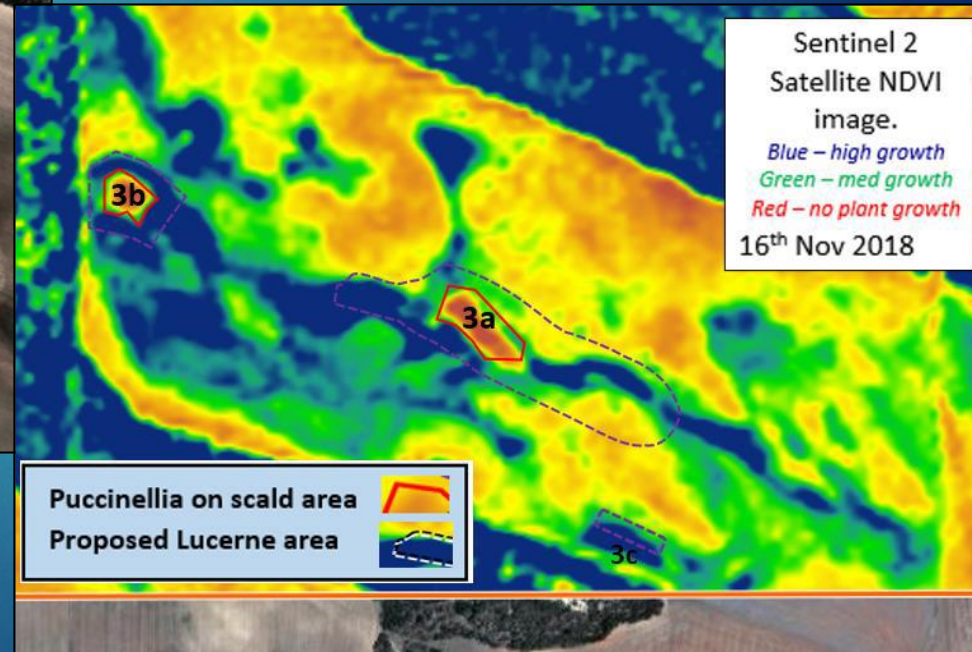 Sentinel 2
Satellite NDVI
image.
Blue – high growth
Green – med growth
Red – no plant growth
16th Nov 2018
3b
3a
3c
Puccinellia on scald area
Proposed Lucerne area